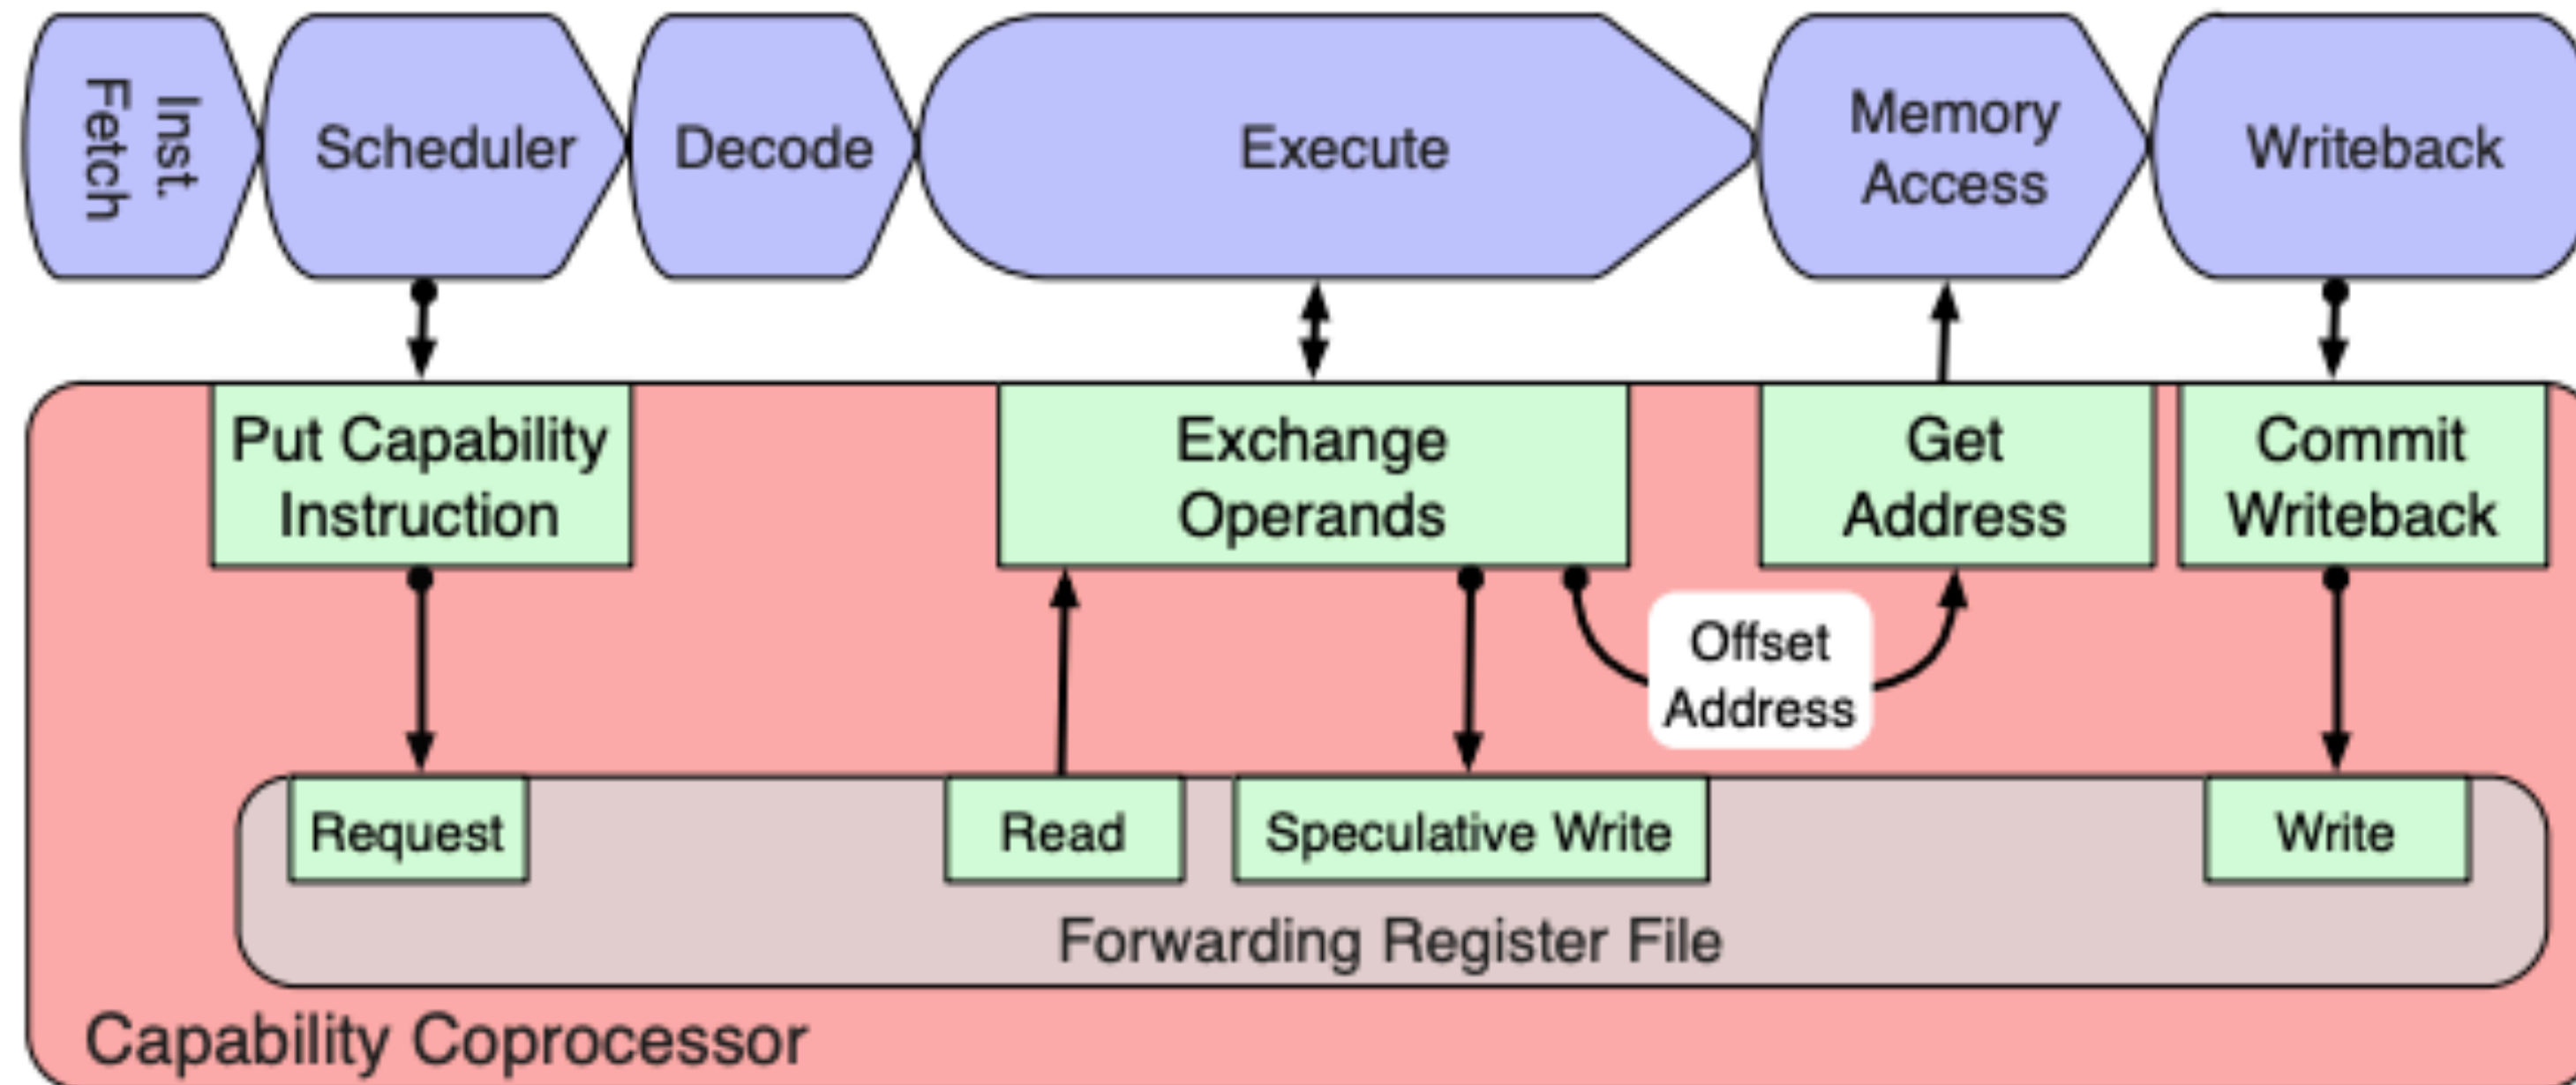 Inst.
Fetch
Scheduler
Decode
Execute
Memory
Access
Writeback
Put Capability
Instruction
Exchange
Operands
Get
Address
Commit
Writeback
Offset
Address
Request
Read
Speculative Write
Write
Forwarding Register File
Capability Coprocessor